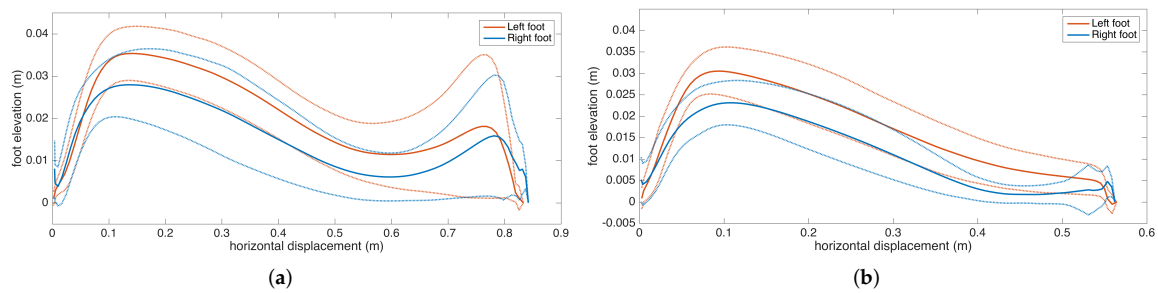 Left foot
Right foot
0.04
0.03
0.02
0.01
0
foot elevation (m)
0 0.1 0.2 0.3 0.4 0.5 0.6 0.7 0.8 0.9
horizontal displacement (m)
(a)
Left foot
Right foot
0.04
0.035
0.03
0.025
0.02
0.015
0.01
0.005
0
-0.005
foot elevation (m)
0 0.1 0.2 0.3 0.4 0.5 0.6
horizontal displacement (m)
(b)